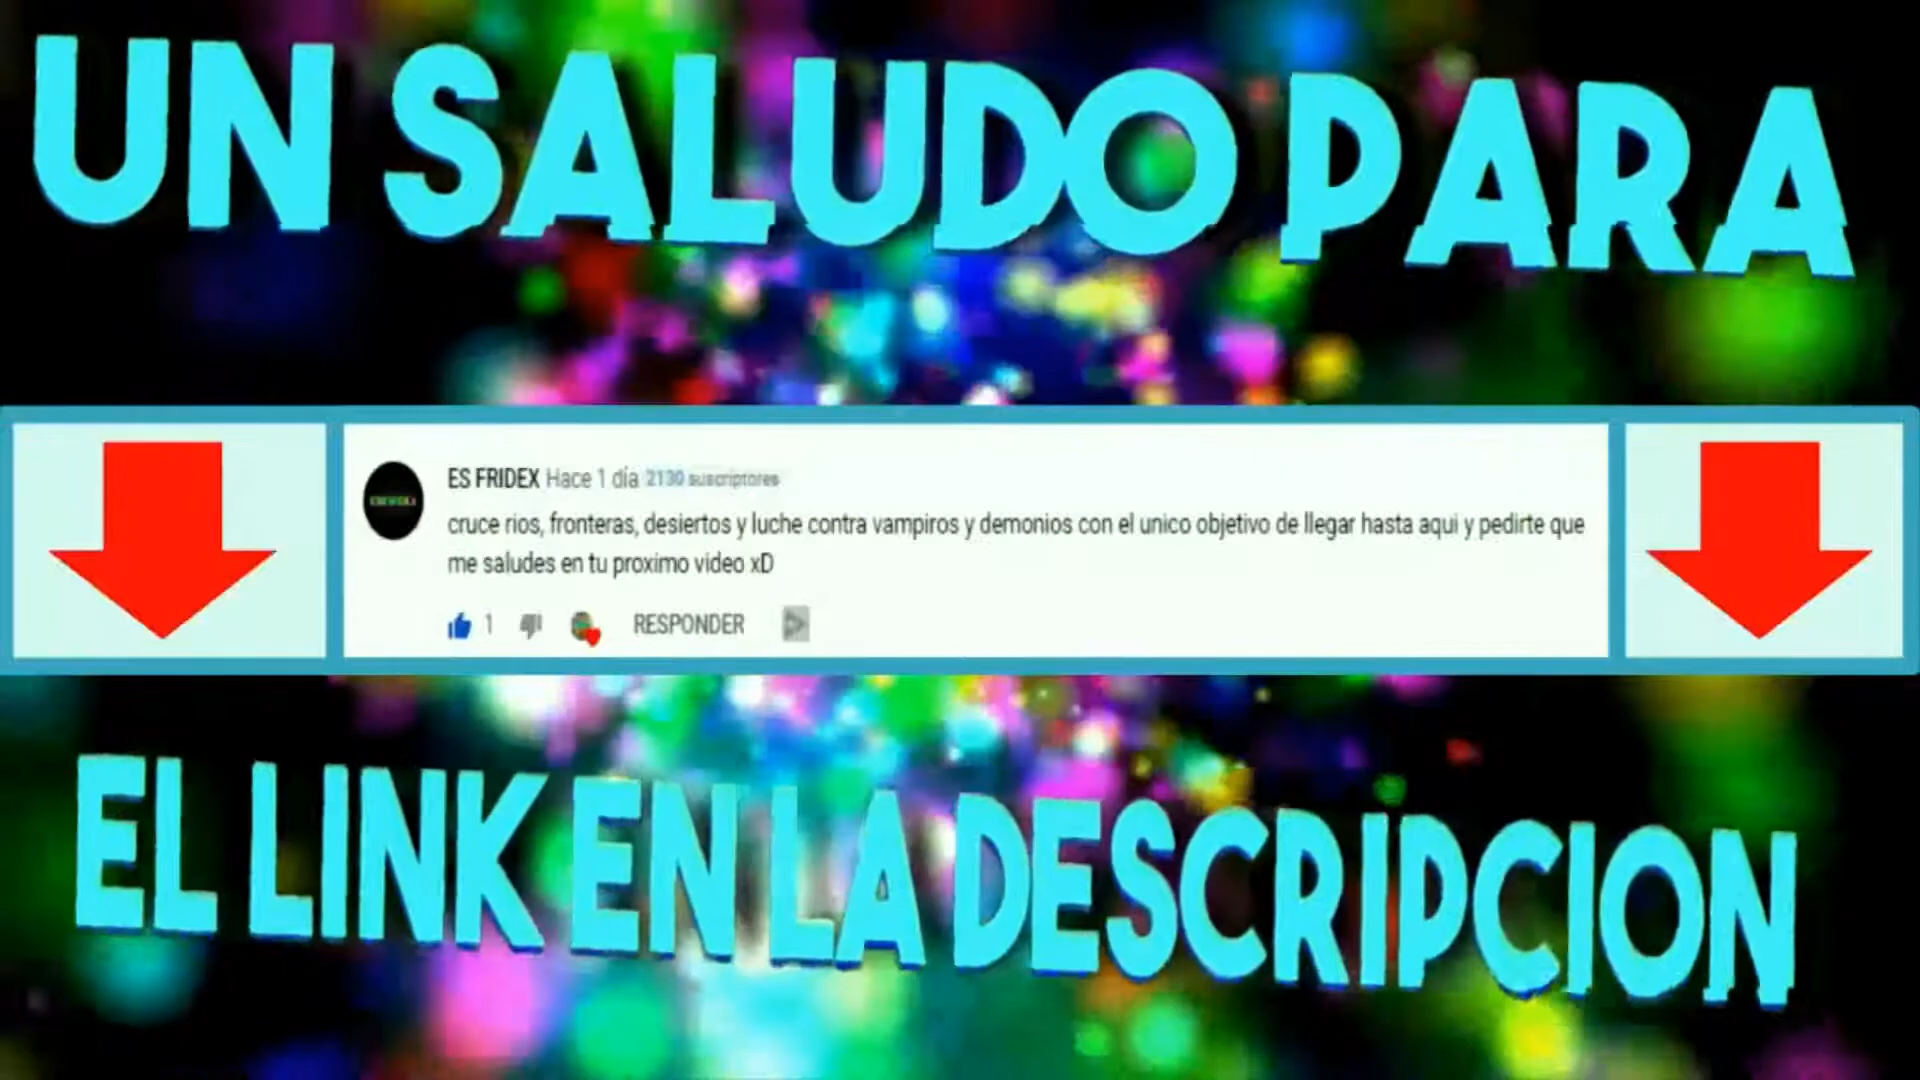 UN SALUDO PARA
ES FRIDEX Hace 1 día 2130 suscriptores
cruce rios, fronteras, desiertos y luche contra vampiros y demonios con el unico objetivo de llegar hasta aqui y pedirte que
me saludes en tu proximo video xD
1 RESPONDER
EL LINK EN LA DESCRIPCION